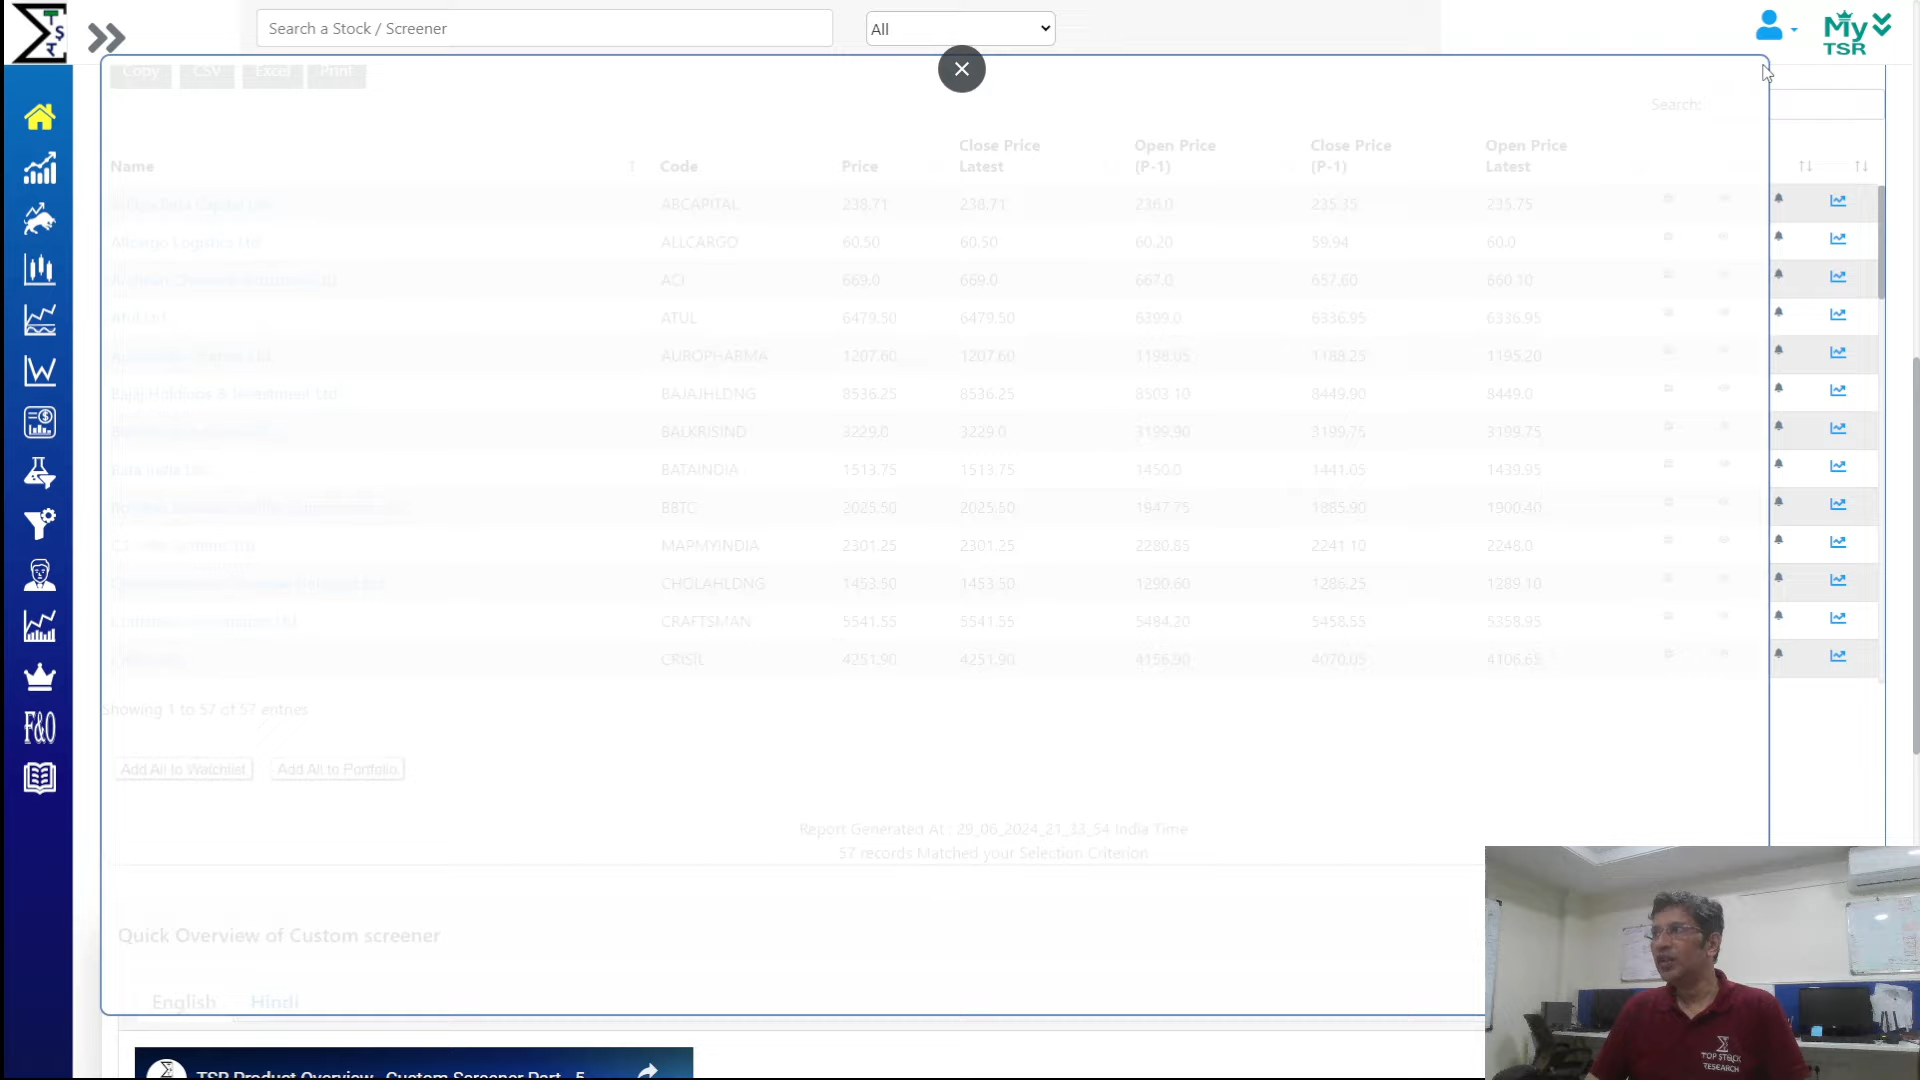 T
$
₹
Search a Stock / Screener
All
My
TSR
Copy CSV Excel Print
Search:
Name Code Price Close Price Latest Open Price (P-1) Close Price (P-1) Open Price Latest
Aditya Birla Capital Ltd ABCAPITAL 238.71 238.71 236.0 235.35 235.75
Allcargo Logistics Ltd ALLCARGO 60.50 60.50 60.20 59.94 60.0
ACI 669.0 669.0 667.0 657.60 660.10
Atul Ltd ATUL 6479.50 6479.50 6399.0 6336.95 6336.95
AUROPHARMA 1207.60 1207.60 1198.05 1188.25 1195.20
Bajaj Holdings & Investment Ltd BAJAJHLDNG 8536.25 8536.25 8503.10 8449.90 8449.0
BALKRISIND 3229.0 3229.0 3199.90 3199.75 3199.75
Bata India Ltd BATAINDIA 1513.75 1513.75 1450.0 1441.05 1439.95
BBTC 2025.50 2025.50 1947.75 1885.90 1900.40
MAPMYINDIA 2301.25 2301.25 2280.85 2241.10 2248.0
CHOLAHLDNG 1453.50 1453.50 1290.60 1286.25 1289.10
CRAFTSMAN 5541.55 5541.55 5484.20 5458.55 5358.95
CRISIL 4251.90 4251.90 4156.90 4070.05 4106.65
Showing 1 to 57 of 57 entries
Add All to Watchlist Add All to Portfolio
Report Generated At : 29_06_2024_21_33_54 India Time
57 records Matched your Selection Criterion
Quick Overview of Custom screener
English Hindi
TSR Product Overview - Custom Screener Part - 5
F&O
TOP STOCK
RESEARCH